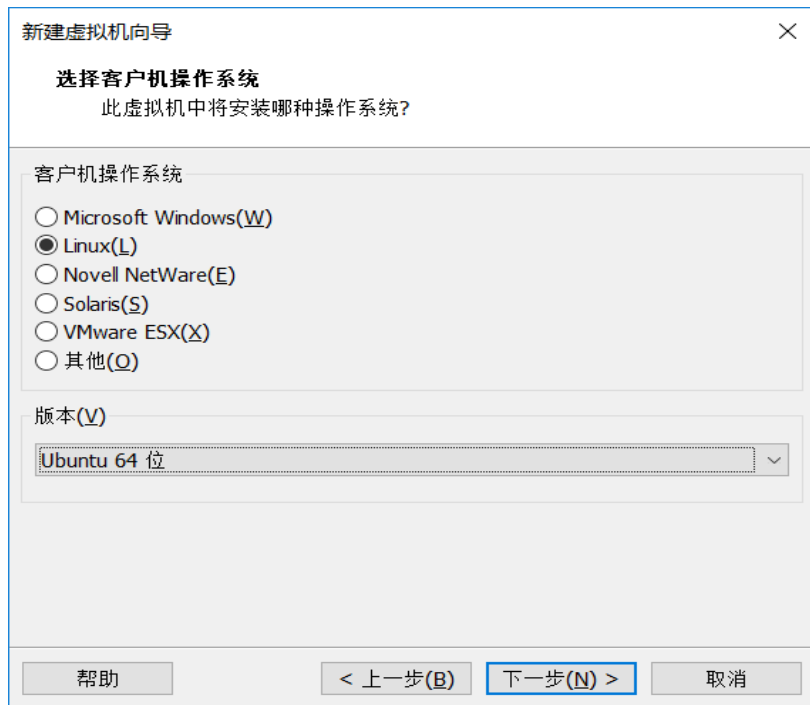 新建虚拟机向导
选择客户机操作系统
此虚拟机中将安装哪种操作系统?
客户机操作系统
Microsoft Windows(W)
Linux(L)
Novell NetWare(E)
Solaris(S)
VMware ESX(X)
其他(O)
版本(V)
Ubuntu 64 位
帮助
< 上一步(B)
下一步(N) >
取消